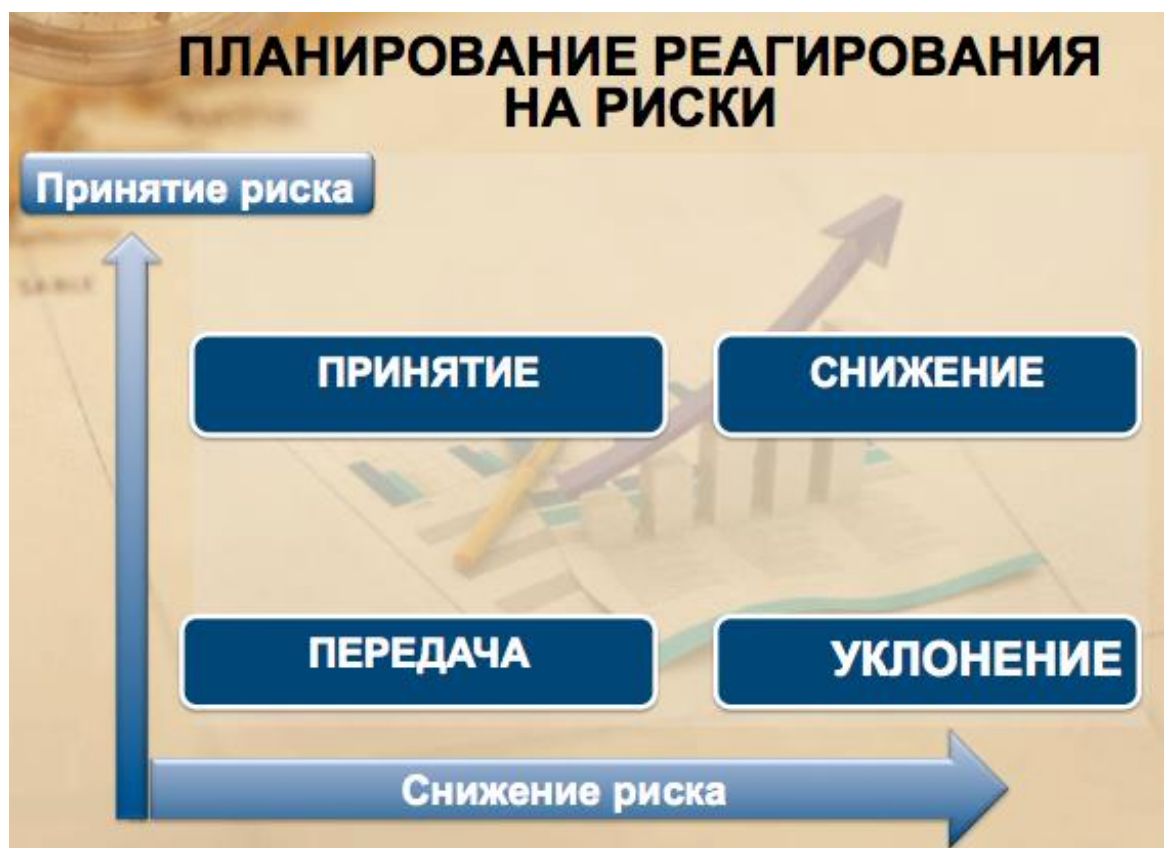 ПЛАНИРОВАНИЕ РЕАГИРОВАНИЯ
НА РИСКИ
Принятие риска
ПРИНЯТИЕ
СНИЖЕНИЕ
ПЕРЕДАЧА
УКЛОНЕНИЕ
Снижение риска